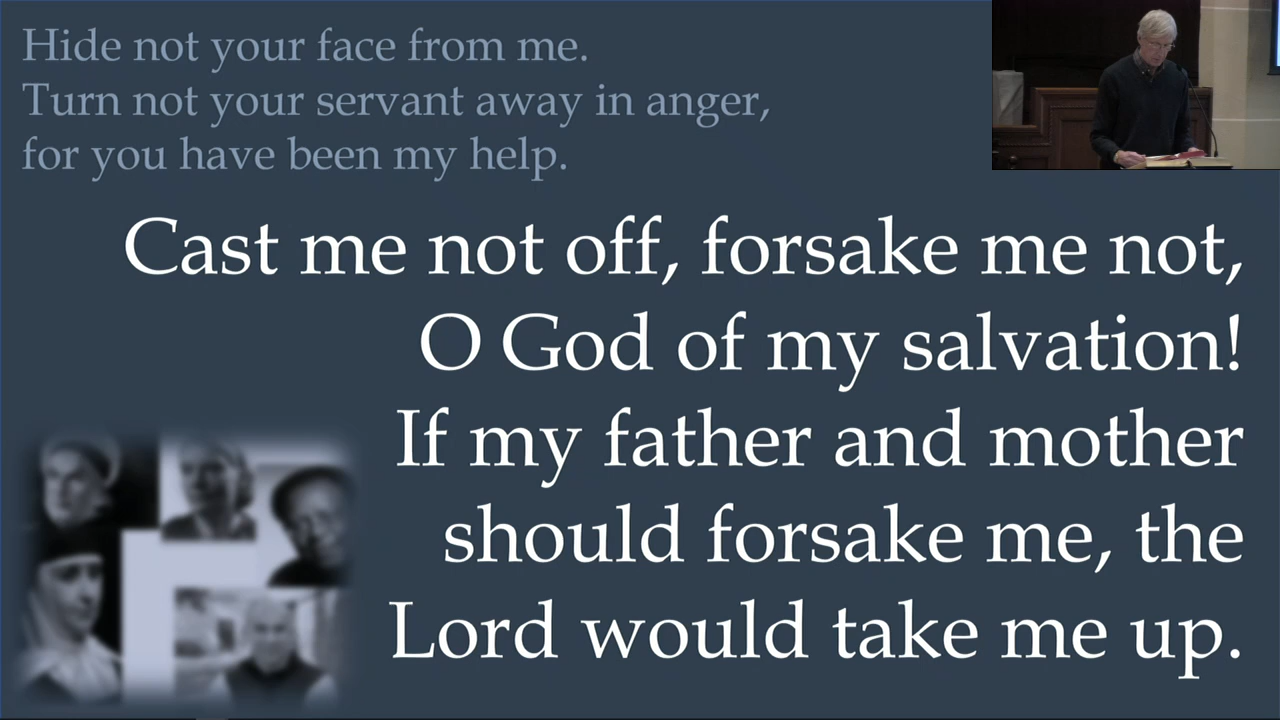 Hide not your face from me.
Turn not your servant away in anger,
for you have been my help.
Cast me not off, forsake me not,
O God of my salvation!
If my father and mother
should forsake me, the
Lord would take me up.